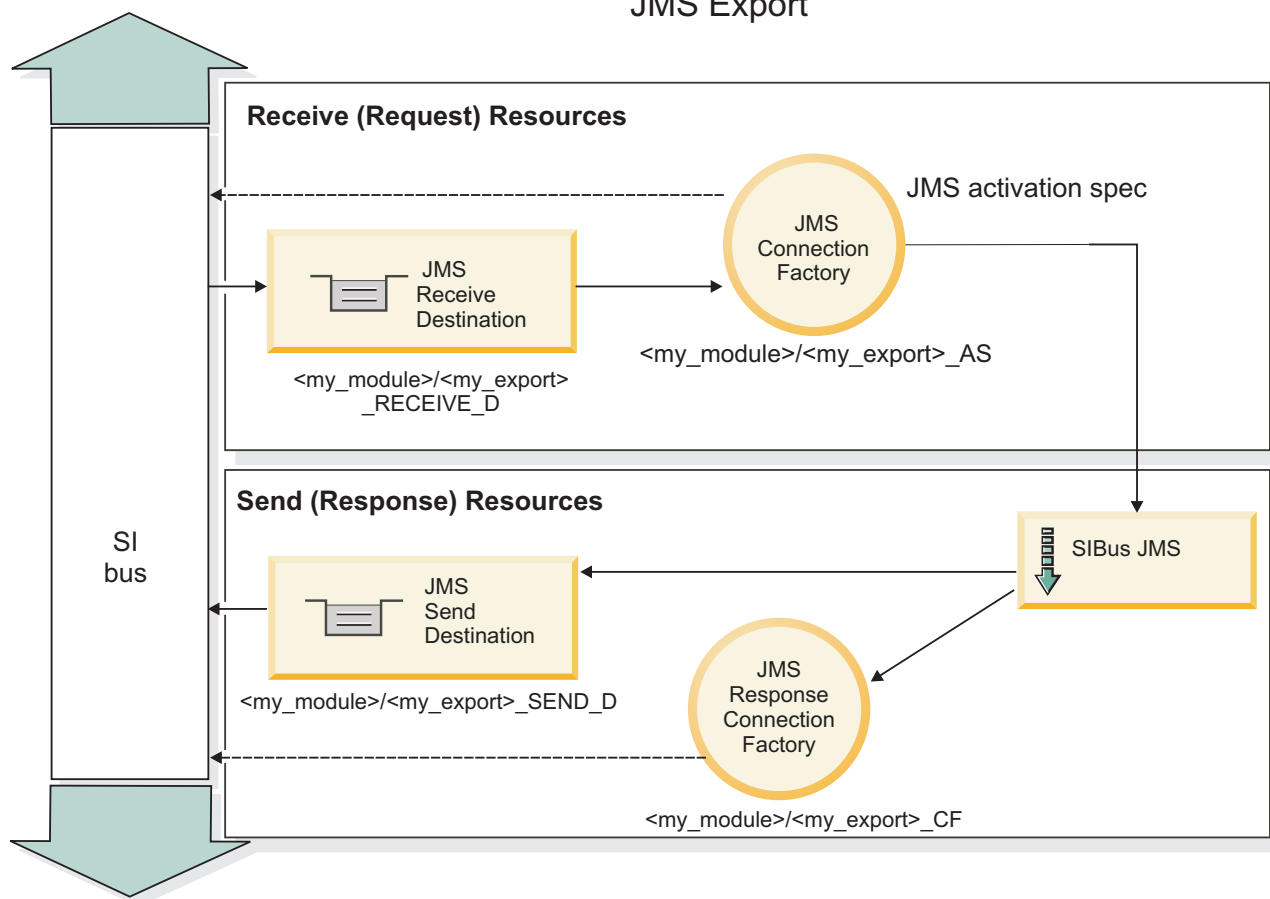 JMS Export
Receive (Request) Resources
JMS activation spec
JMS
Connection
Factory
JMS
Receive
Destination
<my_module>/<my_export>_AS
<my_module>/<my_export>
_RECEIVE_D
Send (Response) Resources
SI
bus
SIBus JMS
JMS
Send
Destination
<my_module>/<my_export>_SEND_D
JMS
Response
Connection
Factory
<my_module>/<my_export>_CF